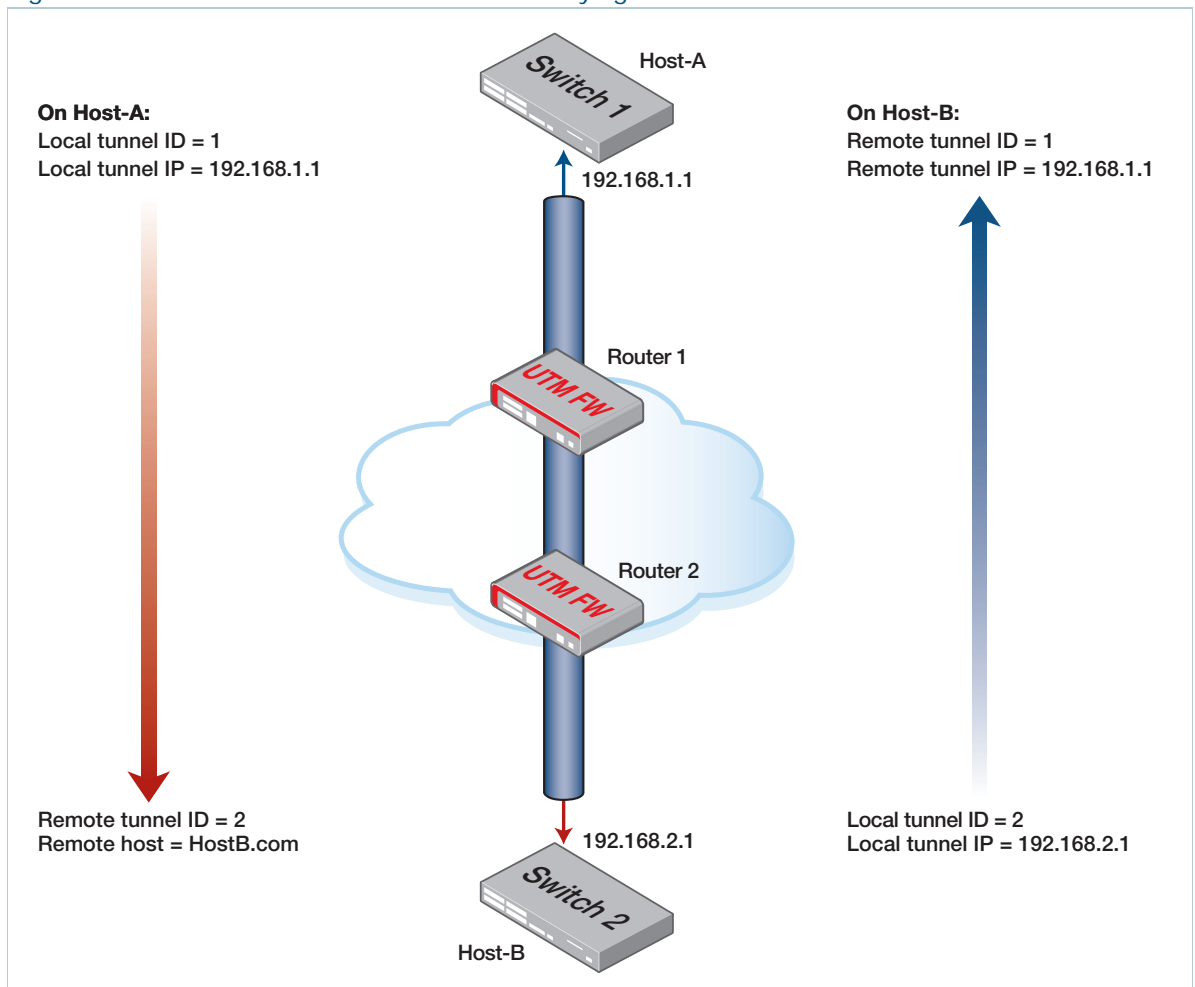 Host-A
Switch 1
On Host-A:
Local tunnel ID = 1
Local tunnel IP = 192.168.1.1
On Host-B:
Remote tunnel ID = 1
Remote tunnel IP = 192.168.1.1
192.168.1.1
Router 1
UTM FW
Router 2
UTM FW
Remote tunnel ID = 2
Remote host = HostB.com
192.168.2.1
Local tunnel ID = 2
Local tunnel IP = 192.168.2.1
Switch 2
Host-B